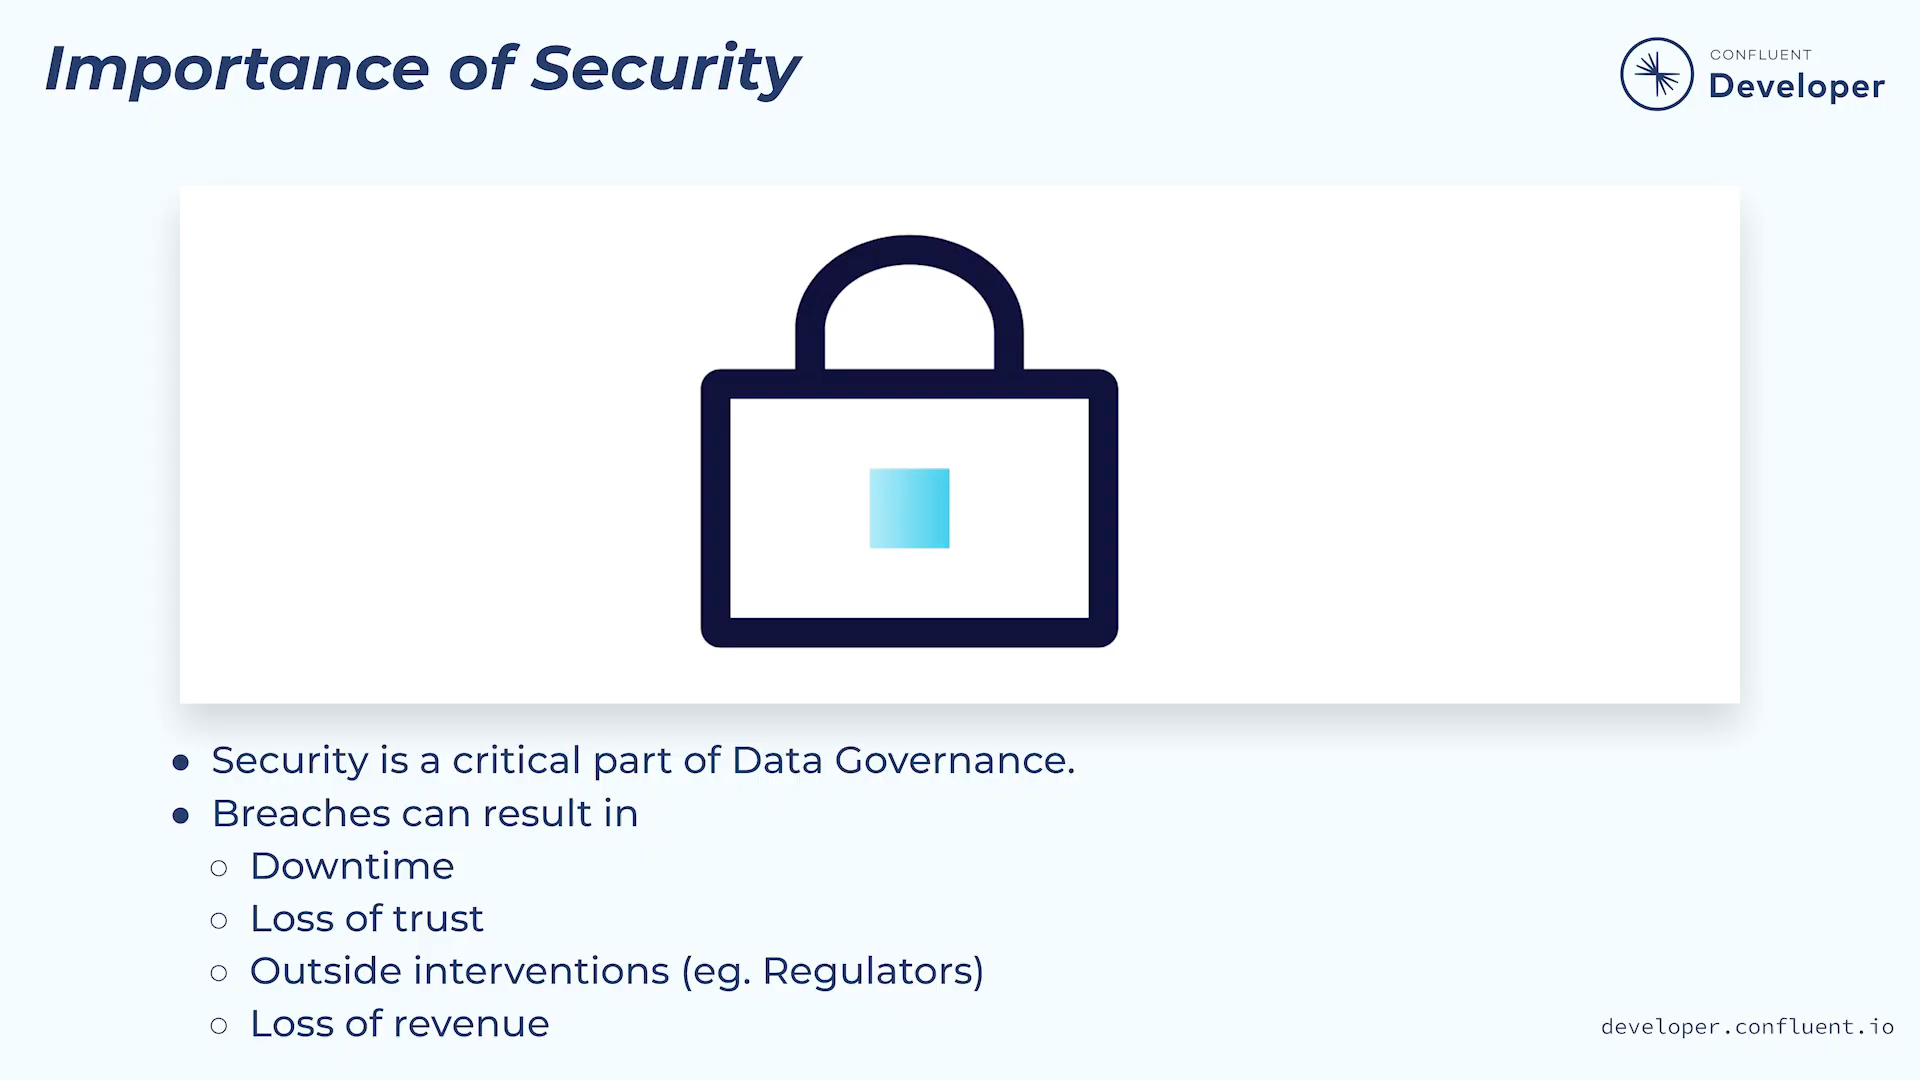 Importance of Security
CONFLUENT
Developer
● Security is a critical part of Data Governance.
● Breaches can result in
○ Downtime
○ Loss of trust
○ Outside interventions (eg. Regulators)
○ Loss of revenue
developer.confluent.io